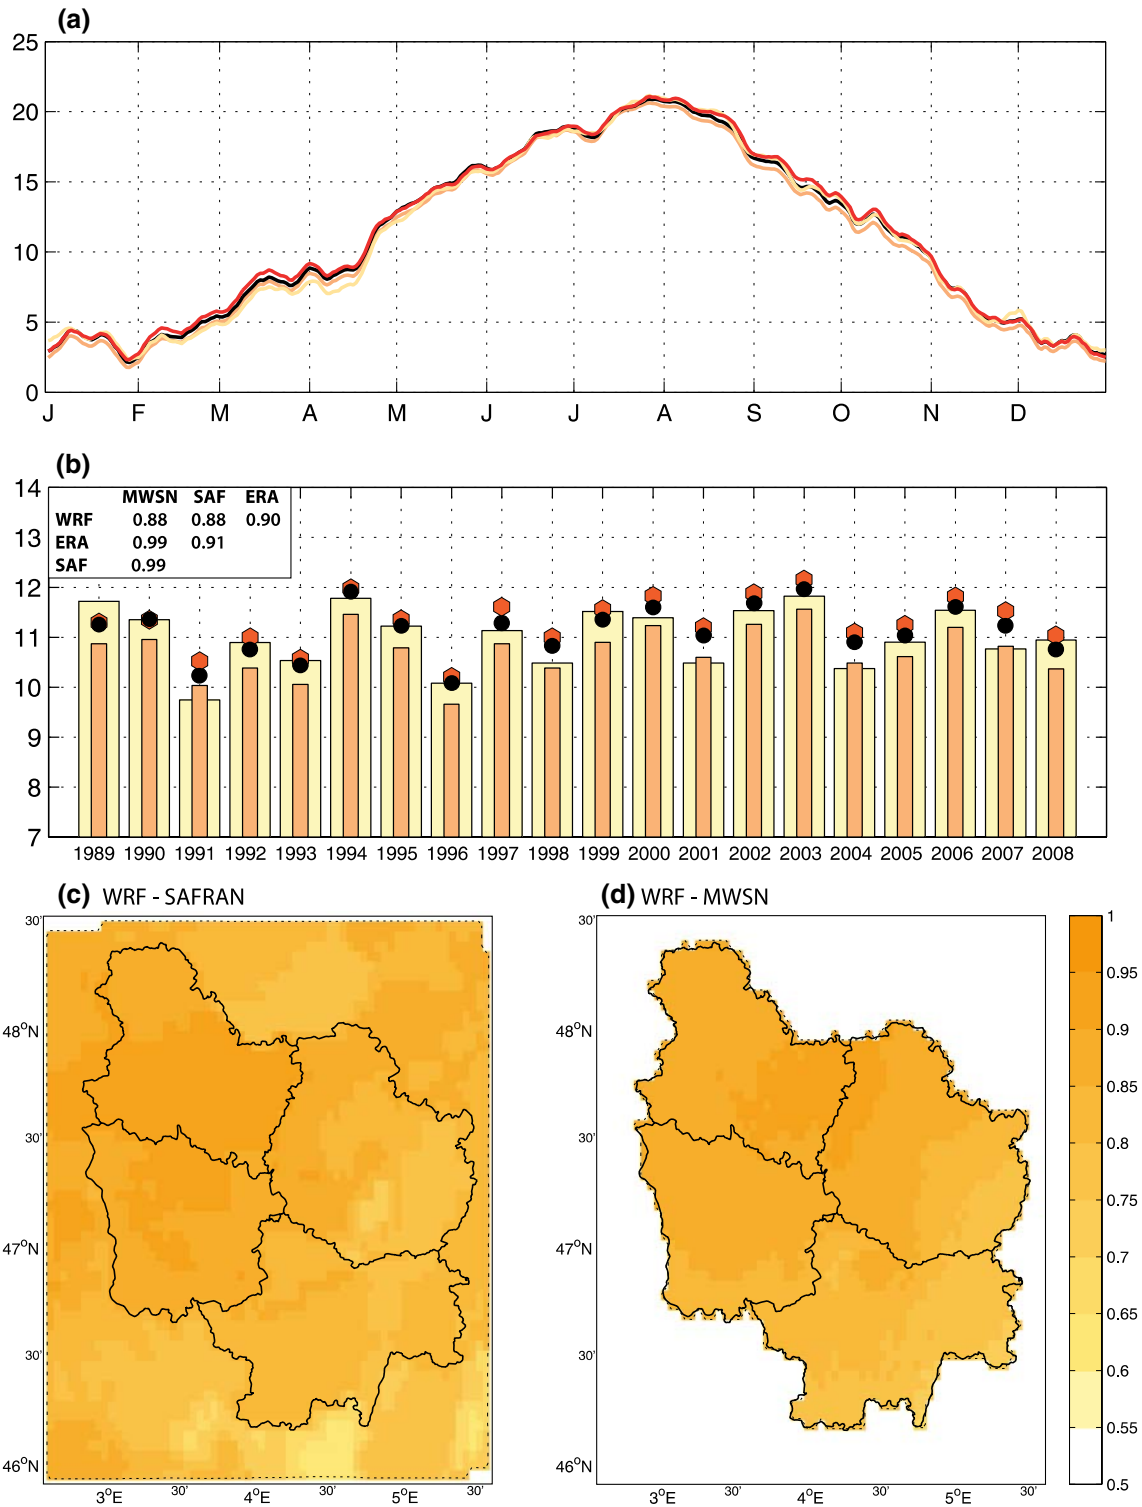 (a)
25
20
15
10
5
0
J F M A M J J A S O N D
(b)
14
13
12
11
10
9
8
7
MWSN SAF ERA
WRF 0.88 0.88 0.90
ERA 0.99 0.91
SAF 0.99
1989 1990 1991 1992 1993 1994 1995 1996 1997 1998 1999 2000 2001 2002 2003 2004 2005 2006 2007 2008
(c) WRF - SAFRAN
30'
48°N
30'
47°N
30'
46°N
3°E 30' 4°E 30' 5°E
(d) WRF - MWSN
30'
48°N
30'
47°N
30'
46°N
3°E 30' 4°E 30' 5°E
1
0.95
0.9
0.85
0.8
0.75
0.7
0.65
0.6
0.55
0.5